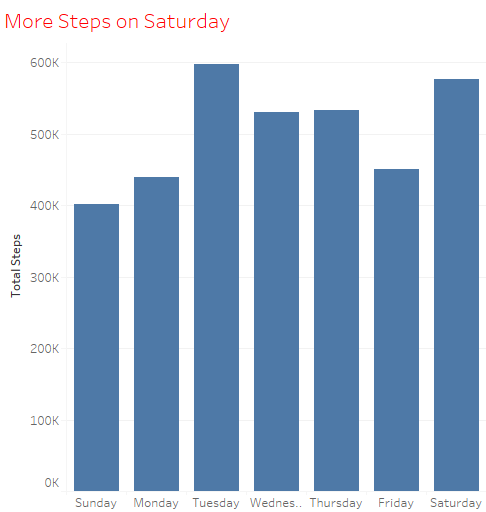 More Steps on Saturday
Total Steps
600K
500K
400K
300K
200K
100K
0K
Sunday Monday Tuesday Wednes.. Thursday Friday Saturday